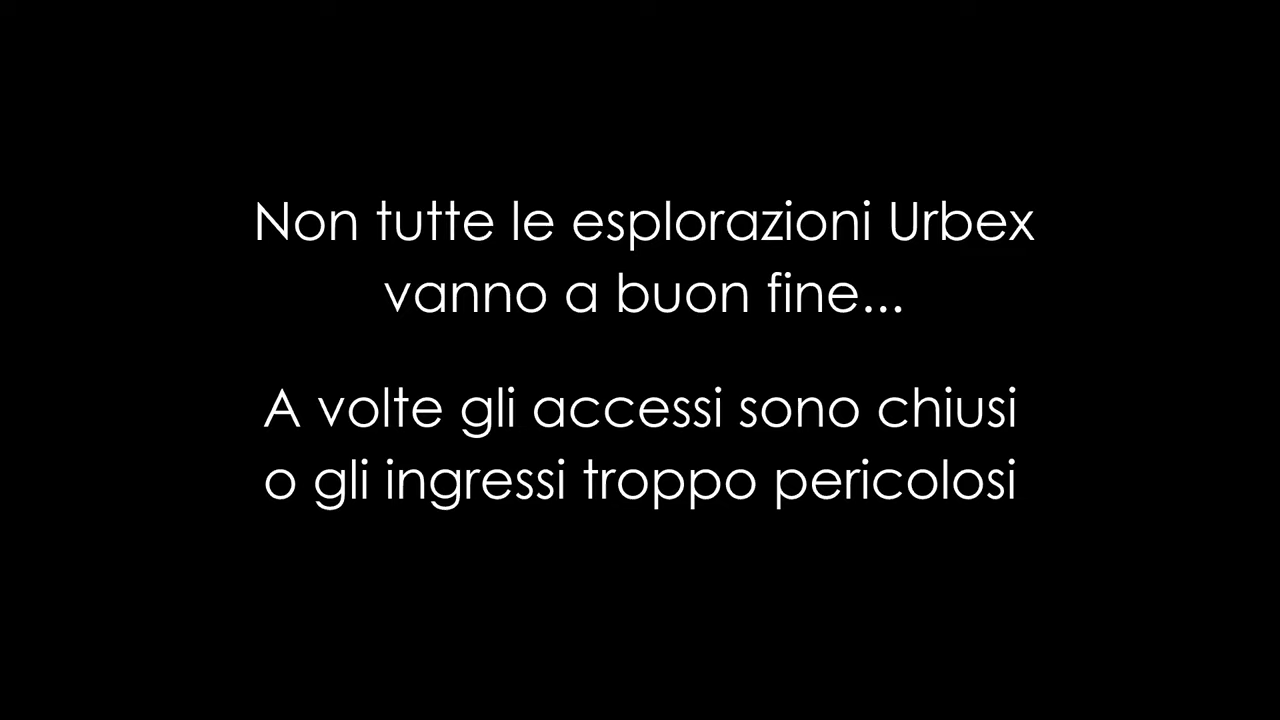 Non tutte le esplorazioni Urbex
vanno a buon fine...
A volte gli accessi sono chiusi
o gli ingressi troppo pericolosi